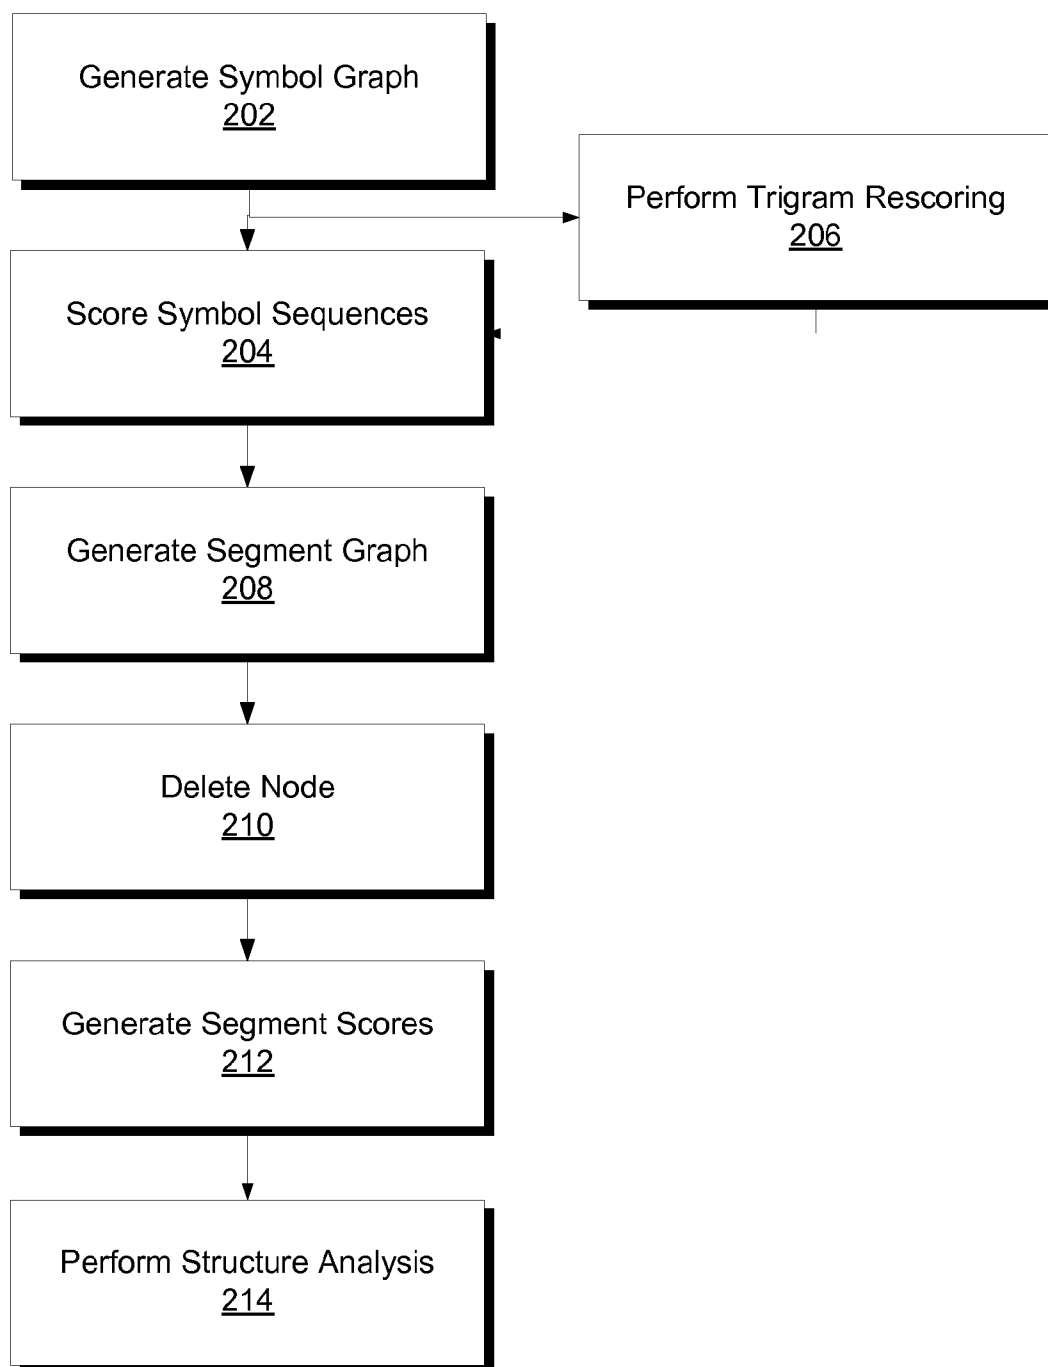 Generate Symbol Graph
202
Perform Trigram Rescoring
206
Score Symbol Sequences
204
Generate Segment Graph
208
Delete Node
210
Generate Segment Scores
212
Perform Structure Analysis
214